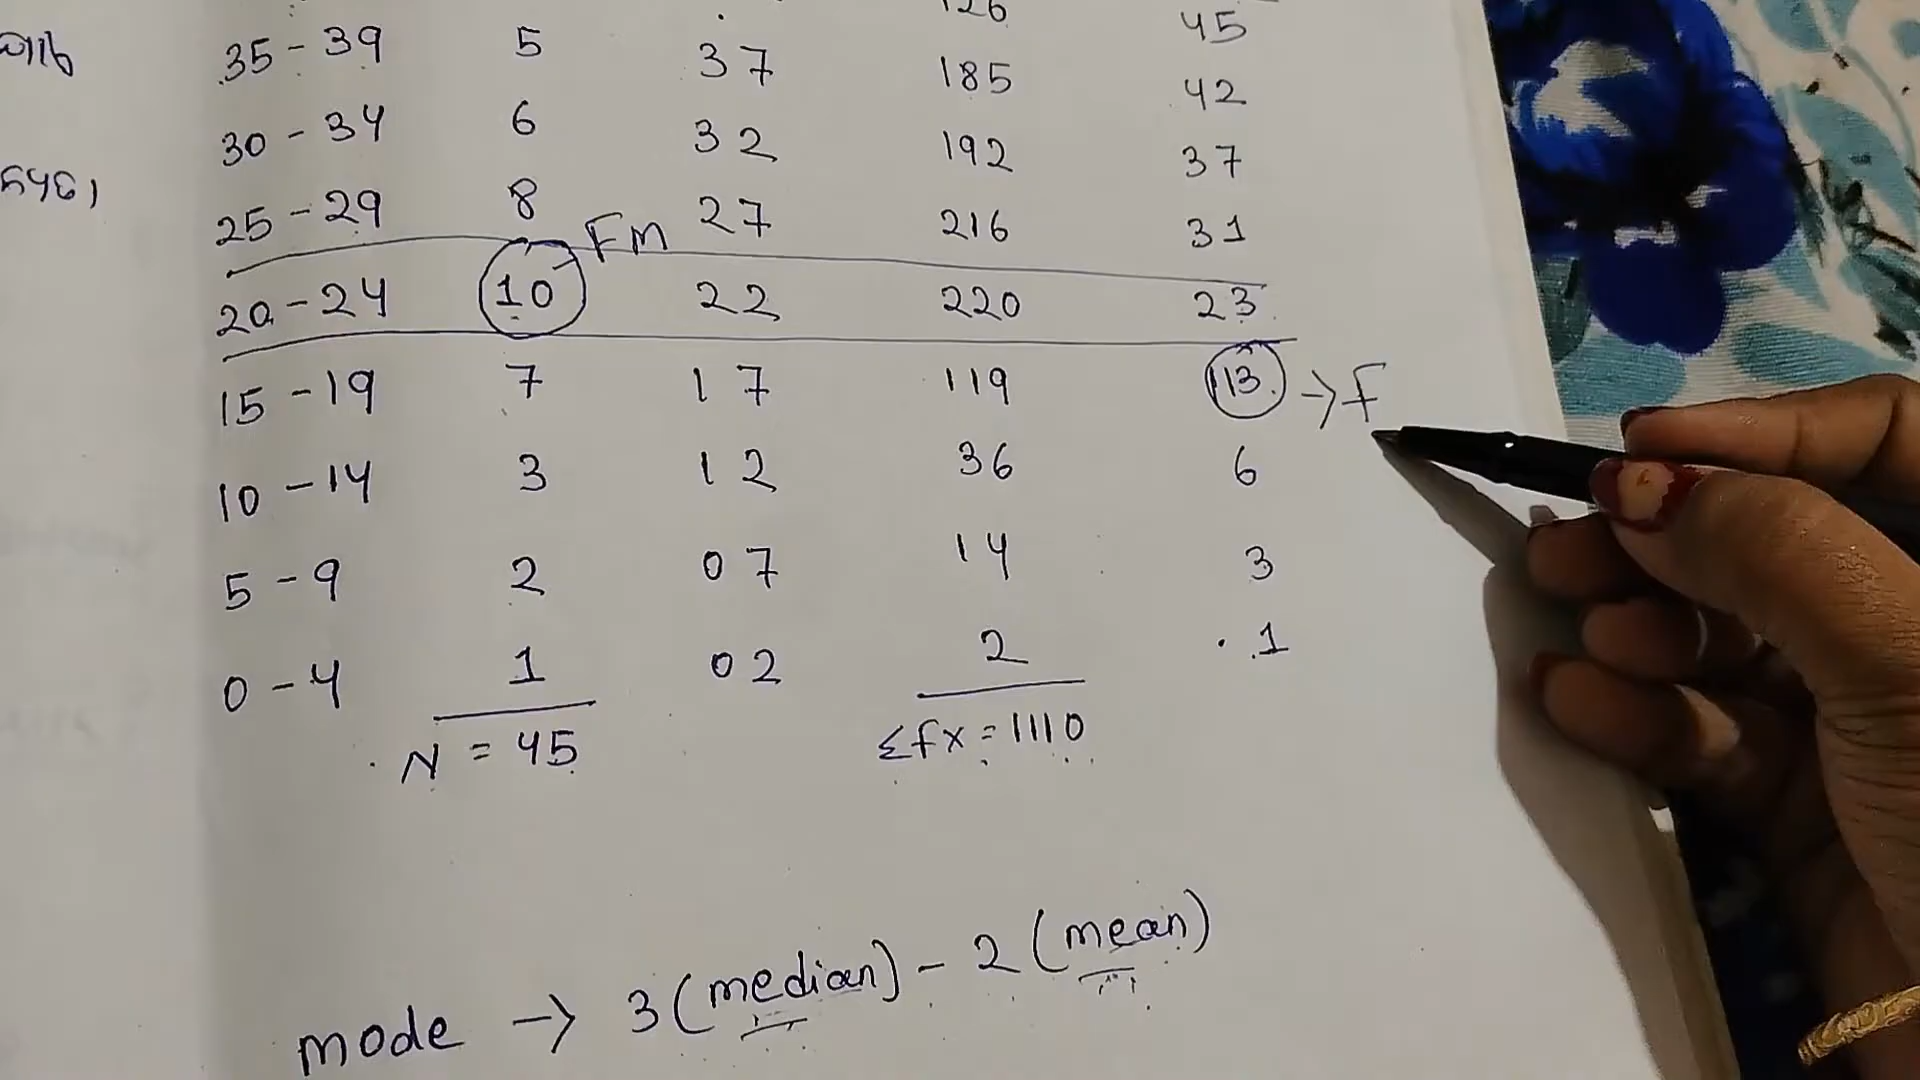 126 45
35 - 39 5 37 185 42
30 - 34 6 32 192 37
25 - 29 8 27 216 31
Fm
20 - 24 10 22 220 23
15 - 19 7 17 119 13 → F
10 - 14 3 12 36 6
5 - 9 2 07 14 3
0 - 4 1 02 2 1
N = 45 Σfx = 1110
mode → 3 (median) - 2 (mean)